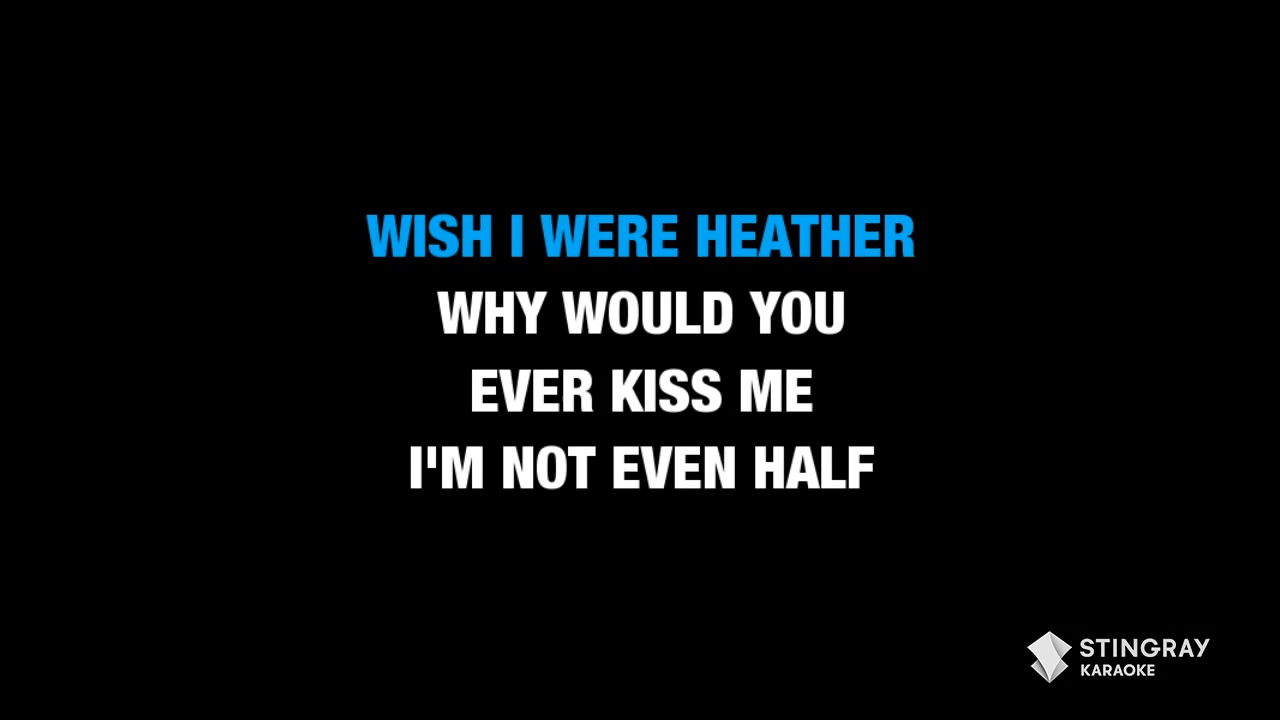 WISH I WERE HEATHER
WHY WOULD YOU
EVER KISS ME
I'M NOT EVEN HALF
STINGRAY
KARAOKE